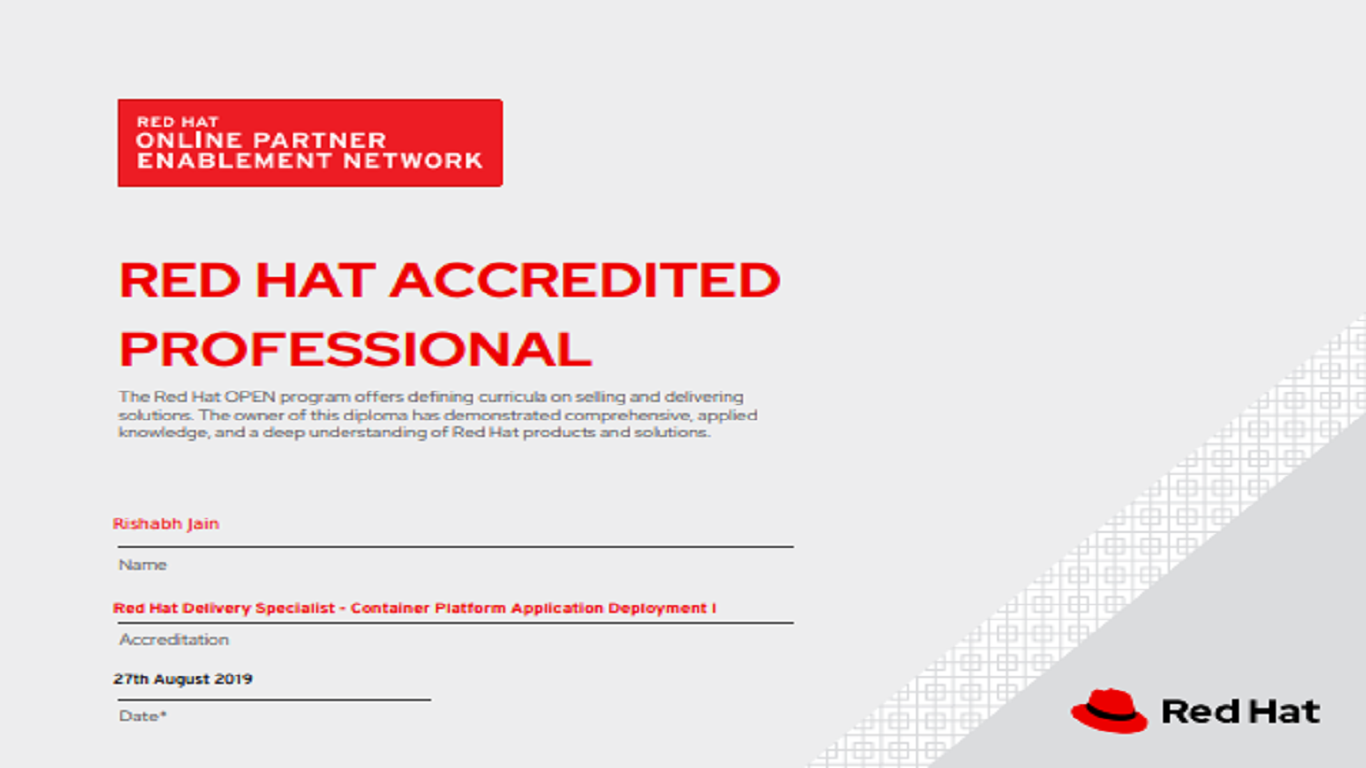 RED HAT
ONLINE PARTNER
ENABLEMENT NETWORK
RED HAT ACCREDITED
PROFESSIONAL
The Red Hat OPEN program offers defining curricula on selling and delivering
solutions. The owner of this diploma has demonstrated comprehensive, applied
knowledge, and a deep understanding of Red Hat products and solutions.
Rishabh Jain
Name
Red Hat Delivery Specialist - Container Platform Application Deployment I
Accreditation
27th August 2019
Date*
Red Hat